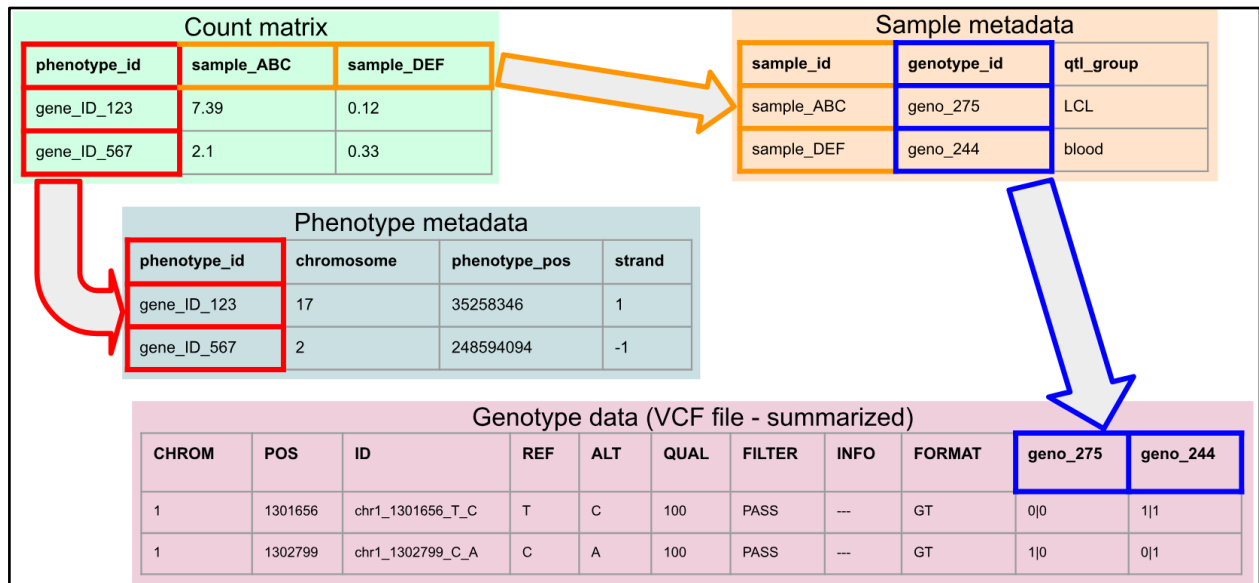 Count matrix
phenotype_id sample_ABC sample_DEF
gene_ID_123 7.39 0.12
gene_ID_567 2.1 0.33
Sample metadata
sample_id genotype_id qtl_group
sample_ABC geno_275 LCL
sample_DEF geno_244 blood
Phenotype metadata
phenotype_id chromosome phenotype_pos strand
gene_ID_123 17 35258346 1
gene_ID_567 2 248594094 -1
Genotype data (VCF file - summarized)
CHROM POS ID REF ALT QUAL FILTER INFO FORMAT geno_275 geno_244
1 1301656 chr1_1301656_T_C T C 100 PASS --- GT 0|0 1|1
1 1302799 chr1_1302799_C_A C A 100 PASS --- GT 1|0 0|1